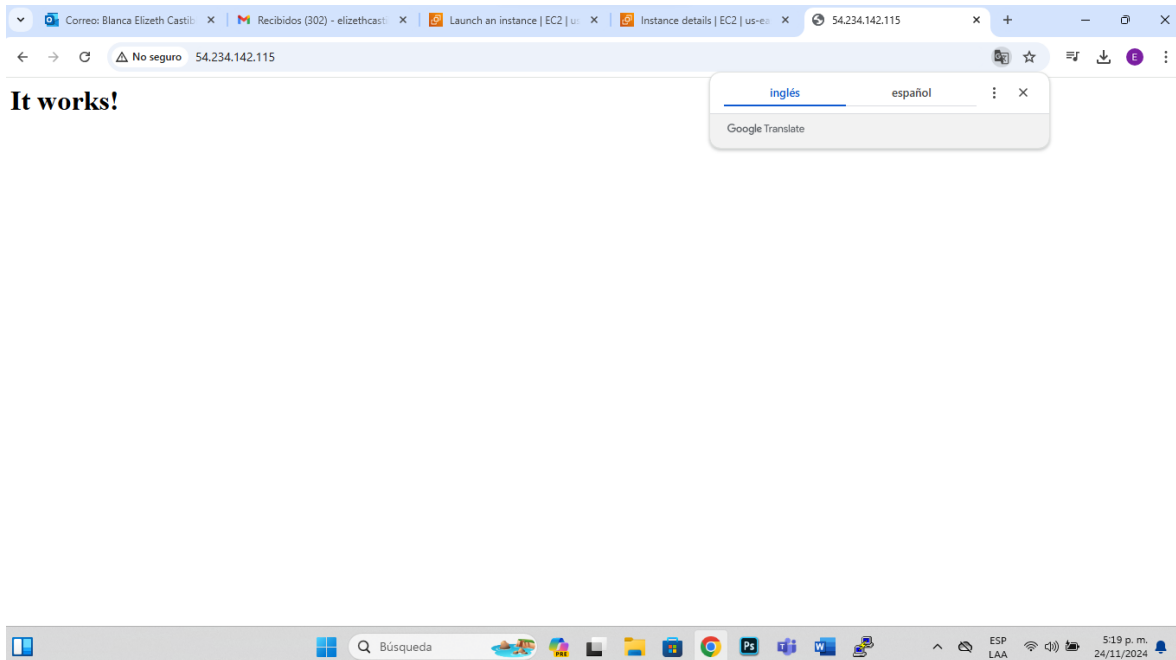 Correo: Blanca Elizeth Castib
Recibidos (302) - elizethcast
Launch an instance | EC2 | u
Instance details | EC2 | us-ea
54.234.142.115
No seguro 54.234.142.115
E
It works!
inglés español
Google Translate
Búsqueda
PRE
Ps
ESP
LAA
5:19 p. m.
24/11/2024